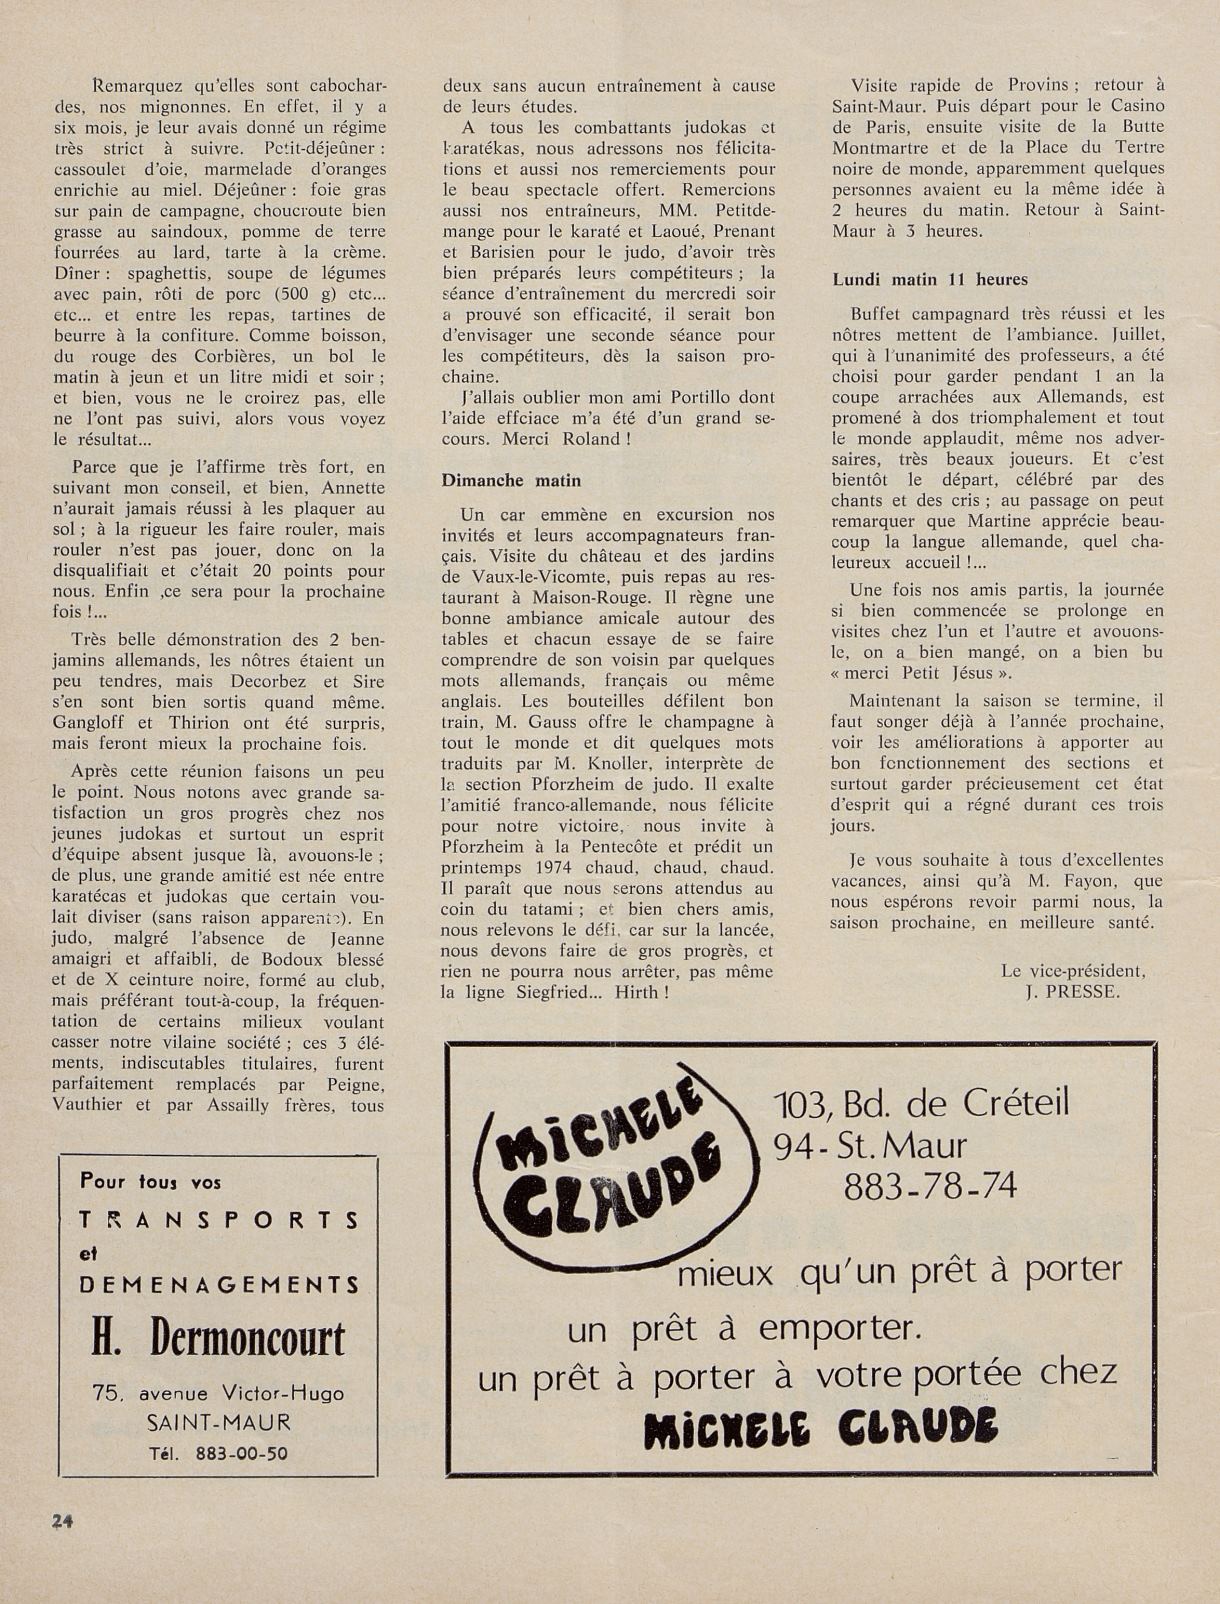 Remarquez qu'elles sont cabochar-
des, nos mignonnes. En effet, il y a
six mois, je leur avais donné un régime
très strict à suivre. Petit-déjeûner :
cassoulet d'oie, marmelade d'oranges
enrichie au miel. Déjeûner : foie gras
sur pain de campagne, choucroute bien
grasse au saindoux, pomme de terre
fourrées au lard, tarte à la crème.
Dîner : spaghettis, soupe de légumes
avec pain, rôti de porc (500 g) etc...
etc... et entre les repas, tartines de
beurre à la confiture. Comme boisson,
du rouge des Corbières, un bol le
matin à jeun et un litre midi et soir ;
et bien, vous ne le croirez pas, elle
ne l'ont pas suivi, alors vous voyez
le résultat...
Parce que je l'affirme très fort, en
suivant mon conseil, et bien, Annette
n'aurait jamais réussi à les plaquer au
sol ; à la rigueur les faire rouler, mais
rouler n'est pas jouer, donc on la
disqualifiait et c'était 20 points pour
nous. Enfin ,ce sera pour la prochaine
fois !...
Très belle démonstration des 2 ben-
jamins allemands, les nôtres étaient un
peu tendres, mais Decorbez et Sire
s'en sont bien sortis quand même.
Gangloff et Thirion ont été surpris,
mais feront mieux la prochaine fois.
Après cette réunion faisons un peu
le point. Nous notons avec grande sa-
tisfaction un gros progrès chez nos
jeunes judokas et surtout un esprit
d'équipe absent jusque là, avouons-le ;
de plus, une grande amitié est née entre
karatécas et judokas que certain vou-
lait diviser (sans raison apparente). En
judo, malgré l'absence de Jeanne
amaigri et affaibli, de Bodoux blessé
et de X ceinture noire, formé au club,
mais préférant tout-à-coup, la fréquen-
tation de certains milieux voulant
casser notre vilaine société ; ces 3 élé-
ments, indiscutables titulaires, furent
parfaitement remplacés par Peigne,
Vauthier et par Assailly frères, tous
deux sans aucun entraînement à cause
de leurs études.
A tous les combattants judokas et
karatékas, nous adressons nos félicita-
tions et aussi nos remerciements pour
le beau spectacle offert. Remercions
aussi nos entraîneurs, MM. Petitde-
mange pour le karaté et Laoué, Prenant
et Barisien pour le judo, d'avoir très
bien préparés leurs compétiteurs ; la
séance d'entraînement du mercredi soir
a prouvé son efficacité, il serait bon
d'envisager une seconde séance pour
les compétiteurs, dès la saison pro-
chaine.
J'allais oublier mon ami Portillo dont
l'aide effciace m'a été d'un grand se-
cours. Merci Roland !
Dimanche matin
Un car emmène en excursion nos
invités et leurs accompagnateurs fran-
çais. Visite du château et des jardins
de Vaux-le-Vicomte, puis repas au res-
taurant à Maison-Rouge. Il règne une
bonne ambiance amicale autour des
tables et chacun essaye de se faire
comprendre de son voisin par quelques
mots allemands, français ou même
anglais. Les bouteilles défilent bon
train, M. Gauss offre le champagne à
tout le monde et dit quelques mots
traduits par M. Knoller, interprète de
la section Pforzheim de judo. Il exalte
l'amitié franco-allemande, nous félicite
pour notre victoire, nous invite à
Pforzheim à la Pentecôte et prédit un
printemps 1974 chaud, chaud, chaud.
Il paraît que nous serons attendus au
coin du tatami ; et bien chers amis,
nous relevons le défi, car sur la lancée,
nous devons faire de gros progrès, et
rien ne pourra nous arrêter, pas même
la ligne Siegfried... Hirth !
Visite rapide de Provins ; retour à
Saint-Maur. Puis départ pour le Casino
de Paris, ensuite visite de la Butte
Montmartre et de la Place du Tertre
noire de monde, apparemment quelques
personnes avaient eu la même idée à
2 heures du matin. Retour à Saint-
Maur à 3 heures.
Lundi matin 11 heures
Buffet campagnard très réussi et les
nôtres mettent de l'ambiance. Juillet,
qui à l'unanimité des professeurs, a été
choisi pour garder pendant 1 an la
coupe arrachées aux Allemands, est
promené à dos triomphalement et tout
le monde applaudit, même nos adver-
saires, très beaux joueurs. Et c'est
bientôt le départ, célébré par des
chants et des cris ; au passage on peut
remarquer que Martine apprécie beau-
coup la langue allemande, quel cha-
leureux accueil !...
Une fois nos amis partis, la journée
si bien commencée se prolonge en
visites chez l'un et l'autre et avouons-
le, on a bien mangé, on a bien bu
« merci Petit Jésus ».
Maintenant la saison se termine, il
faut songer déjà à l'année prochaine,
voir les améliorations à apporter au
bon fonctionnement des sections et
surtout garder précieusement cet état
d'esprit qui a régné durant ces trois
jours.
Je vous souhaite à tous d'excellentes
vacances, ainsi qu'à M. Fayon, que
nous espérons revoir parmi nous, la
saison prochaine, en meilleure santé.
Le vice-président,
J. PRESSE.
Pour tous vos
TRANSPORTS
et
DEMENAGEMENTS
H. Dermoncourt
75, avenue Victor-Hugo
SAINT-MAUR
Tél. 883-00-50
MICHELE
CLAUDE
103, Bd. de Créteil
94 - St. Maur
883-78-74
mieux qu'un prêt à porter
un prêt à emporter.
un prêt à porter à votre portée chez
MICHELE CLAUDE
24